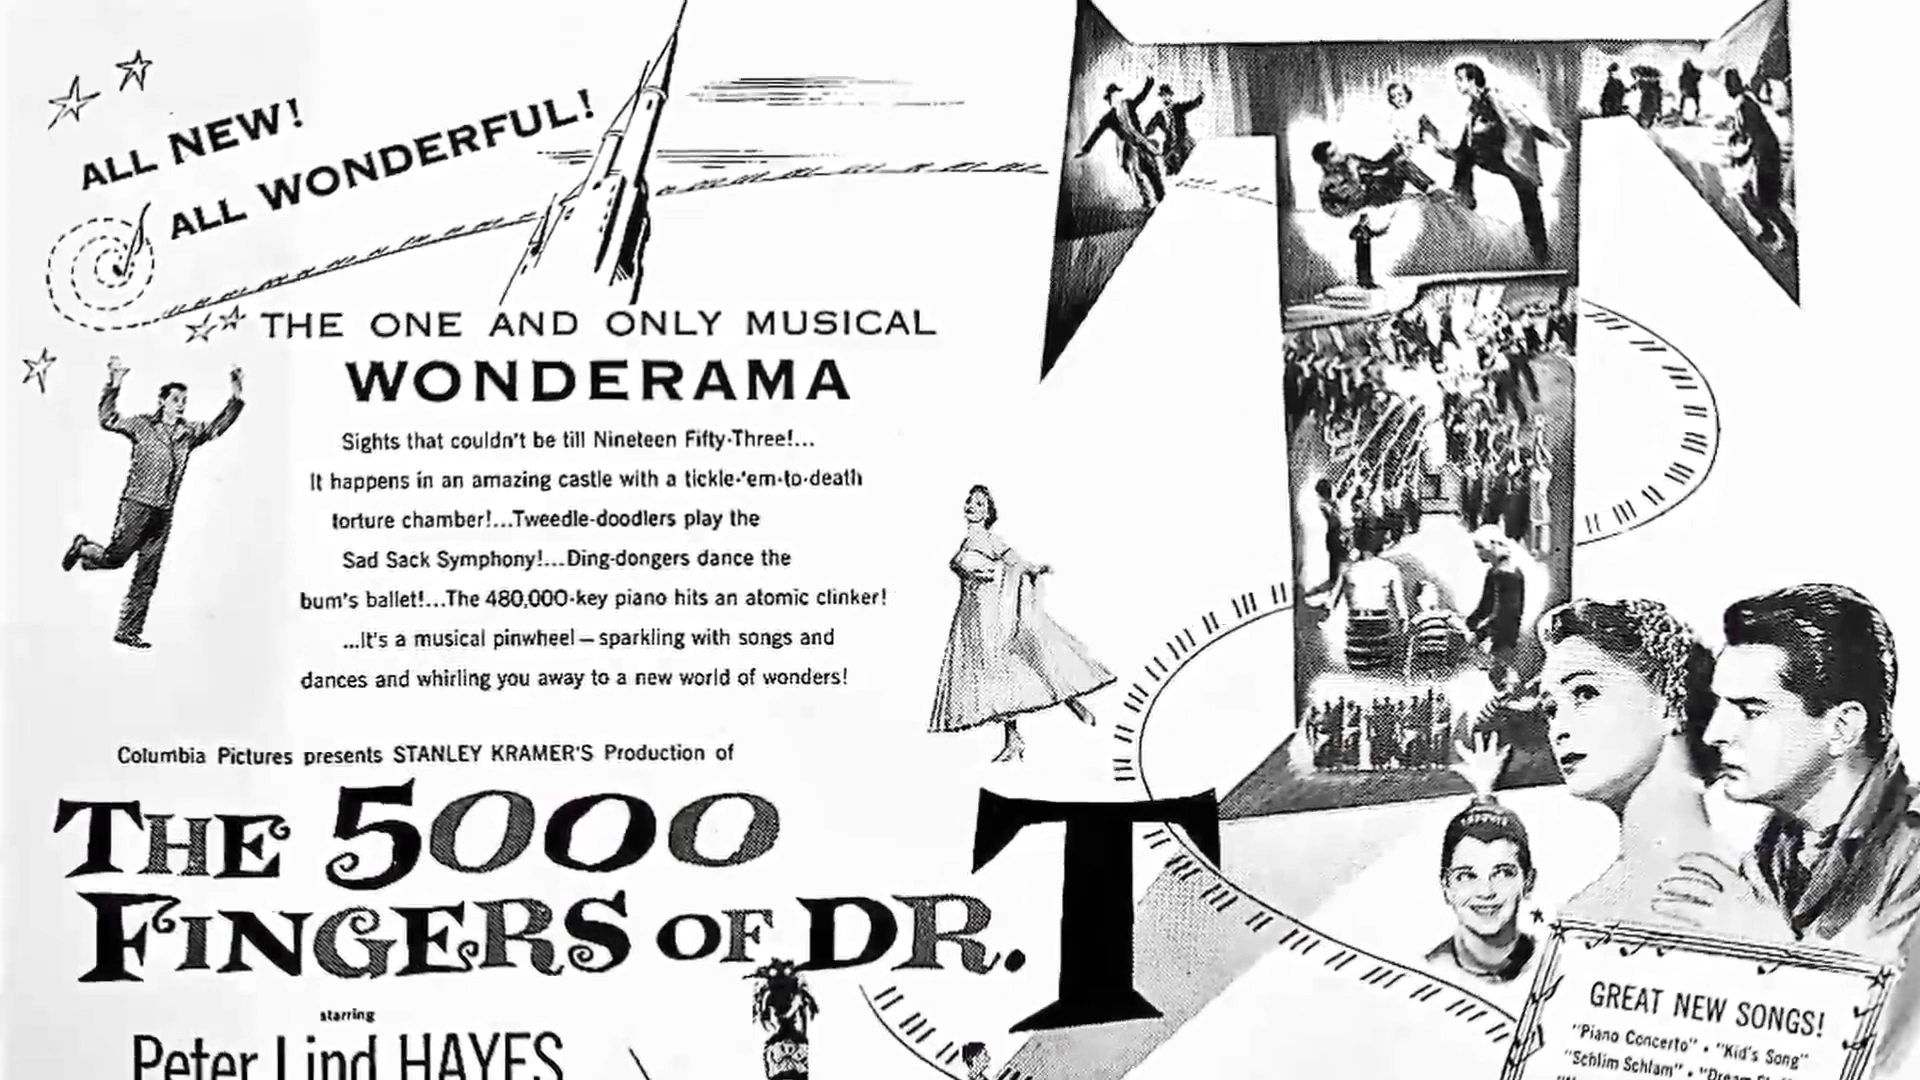 ALL NEW!
ALL WONDERFUL!
THE ONE AND ONLY MUSICAL
WONDERAMA
Sights that couldn't be till Nineteen Fifty-Three!...
It happens in an amazing castle with a tickle-'em-to-death
torture chamber!...Tweedle-doodlers play the
Sad Sack Symphony!...Ding-dongers dance the
bum's ballet!...The 480,000-key piano hits an atomic clinker!
...It's a musical pinwheel – sparkling with songs and
dances and whirling you away to a new world of wonders!
Columbia Pictures presents STANLEY KRAMER'S Production of
THE 5000
FINGERS OF DR. T
starring
Peter Lind HAYES
GREAT NEW SONGS!
"Piano Concerto" • "Kid's Song"
"Schlim Schlam" •